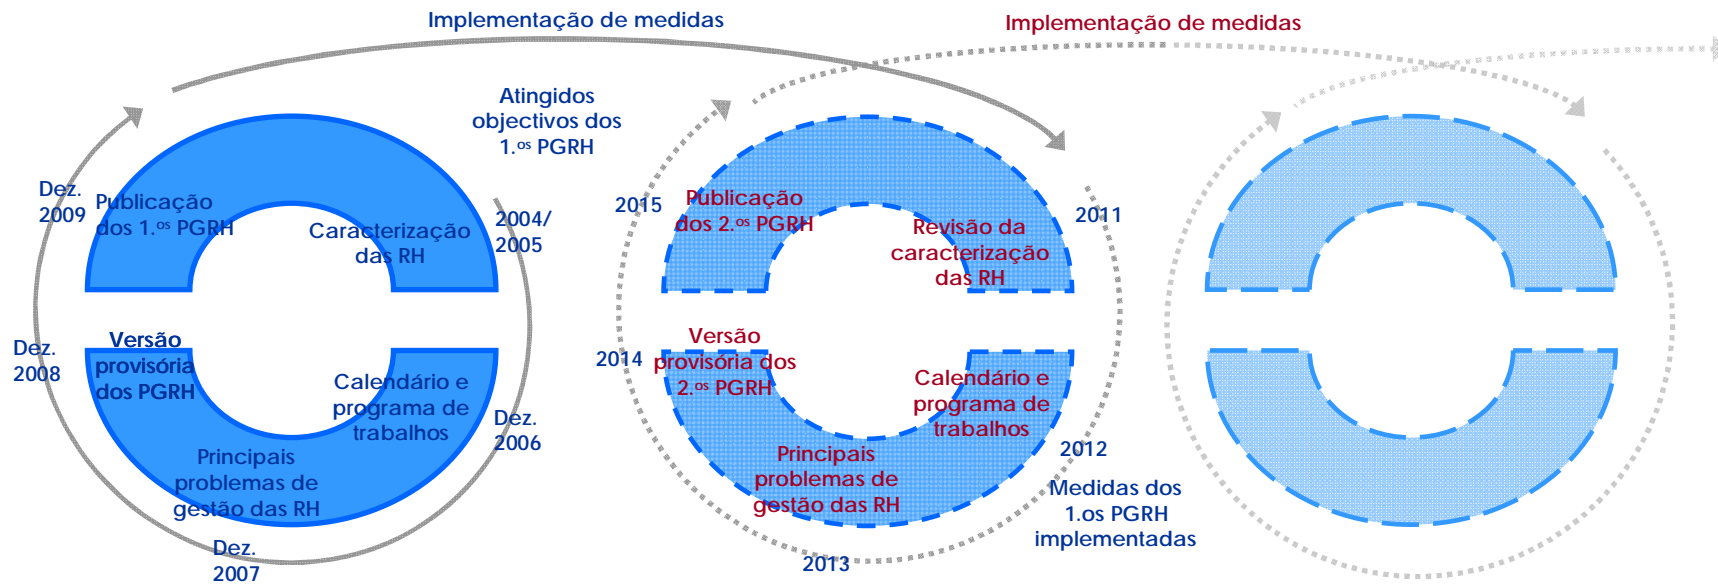 Implementação de medidas
Implementação de medidas
Atingidos
objectivos dos
1.os PGRH
Dez.
2009
Publicação
dos 1.os PGRH
Caracterização
das RH
2004/
2005
Versão
provisória
dos PGRH
Dez.
2008
Calendário e
programa de
trabalhos
Dez.
2006
Principais
problemas de
gestão das RH
Dez.
2007
2015
Publicação
dos 2.os PGRH
Revisão da
caracterização
das RH
2011
2014
Versão
provisória dos
2.os PGRH
Calendário e
programa de
trabalhos
2012
Principais
problemas de
gestão das RH
2013
Medidas dos
1.os PGRH
implementadas